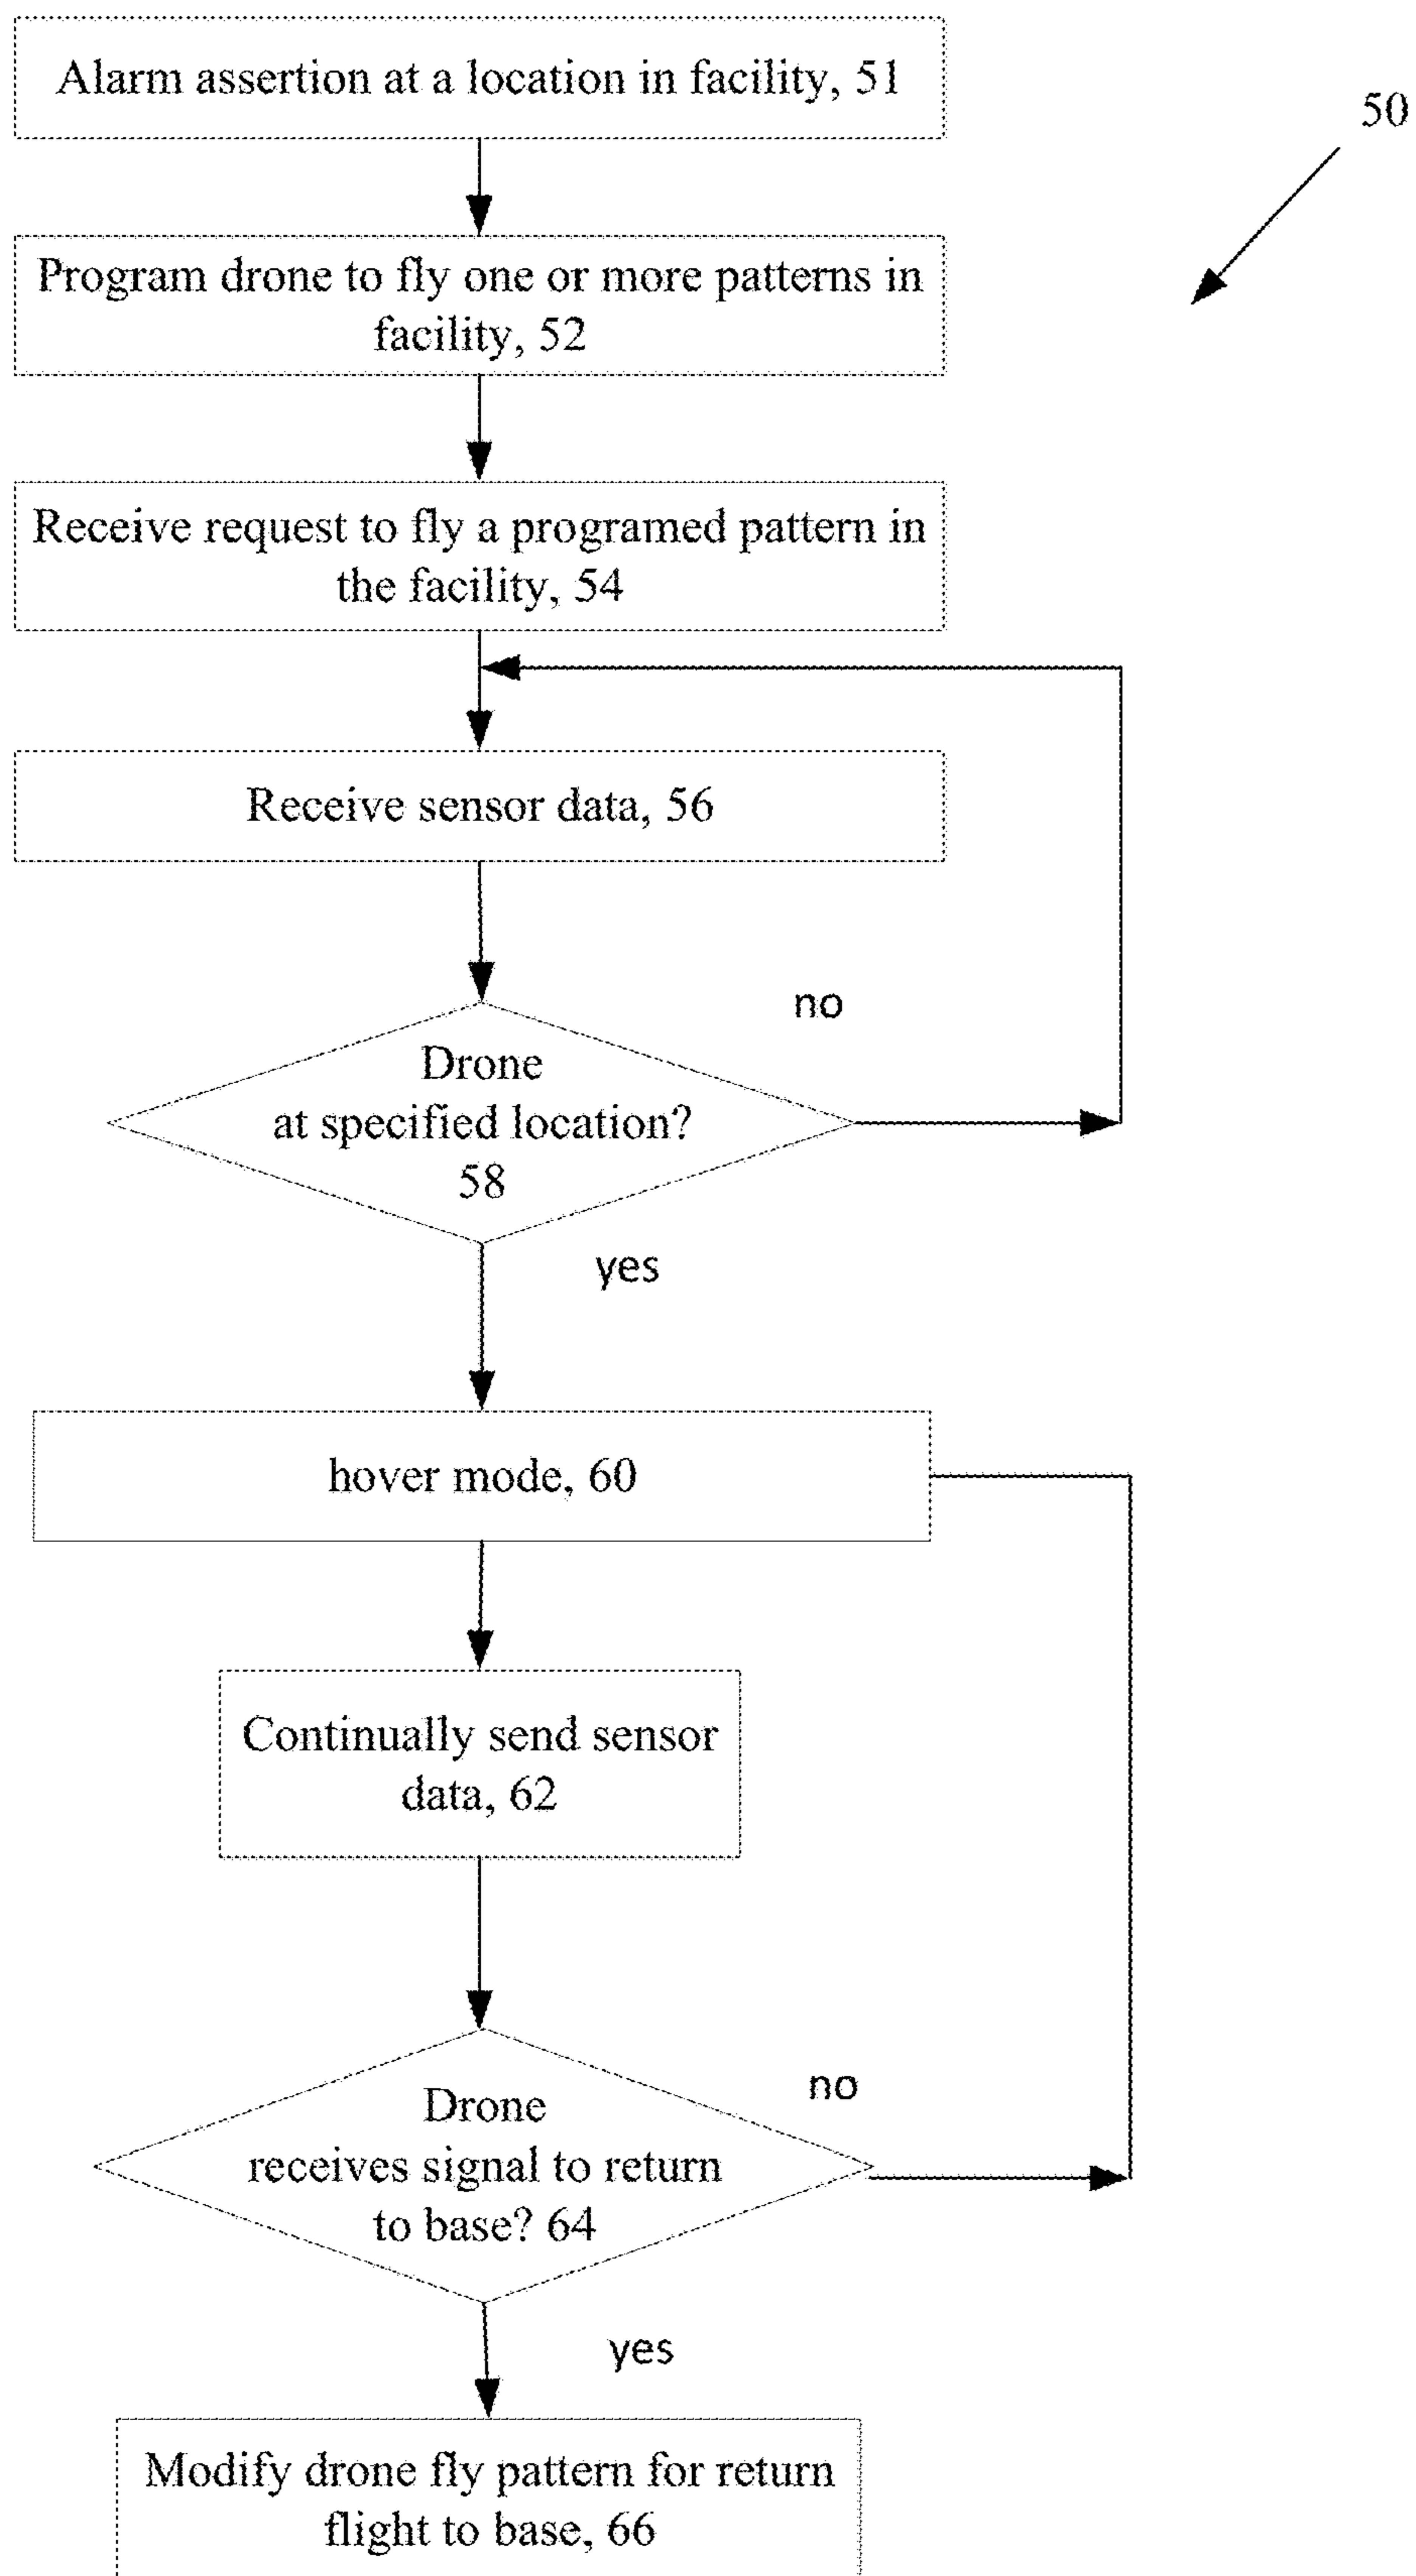 Alarm assertion at a location in facility, 51
50
Program drone to fly one or more patterns in
facility, 52
Receive request to fly a programed pattern in
the facility, 54
Receive sensor data, 56
no
Drone
at specified location?
58
yes
hover mode, 60
Continually send sensor
data, 62
no
Drone
receives signal to return
to base? 64
yes
Modify drone fly pattern for return
flight to base, 66